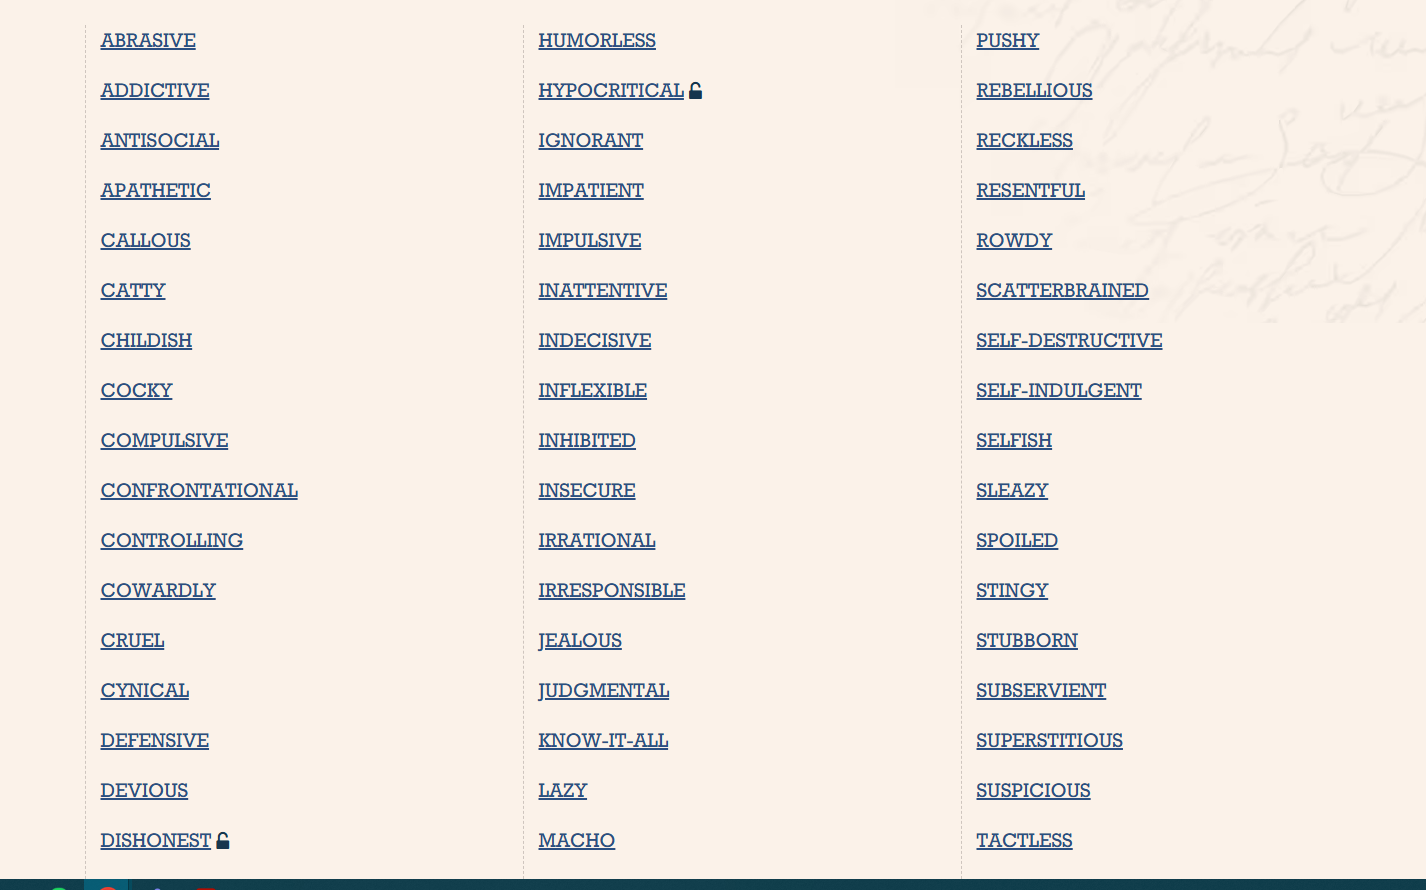 ABRASIVE
ADDICTIVE
ANTISOCIAL
APATHETIC
CALLOUS
CATTY
CHILDISH
COCKY
COMPULSIVE
CONFRONTATIONAL
CONTROLLING
COWARDLY
CRUEL
CYNICAL
DEFENSIVE
DEVIOUS
DISHONEST
HUMORLESS
HYPOCRITICAL
IGNORANT
IMPATIENT
IMPULSIVE
INATTENTIVE
INDECISIVE
INFLEXIBLE
INHIBITED
INSECURE
IRRATIONAL
IRRESPONSIBLE
JEALOUS
JUDGMENTAL
KNOW-IT-ALL
LAZY
MACHO
PUSHY
REBELLIOUS
RECKLESS
RESENTFUL
ROWDY
SCATTERBRAINED
SELF-DESTRUCTIVE
SELF-INDULGENT
SELFISH
SLEAZY
SPOILED
STINGY
STUBBORN
SUBSERVIENT
SUPERSTITIOUS
SUSPICIOUS
TACTLESS